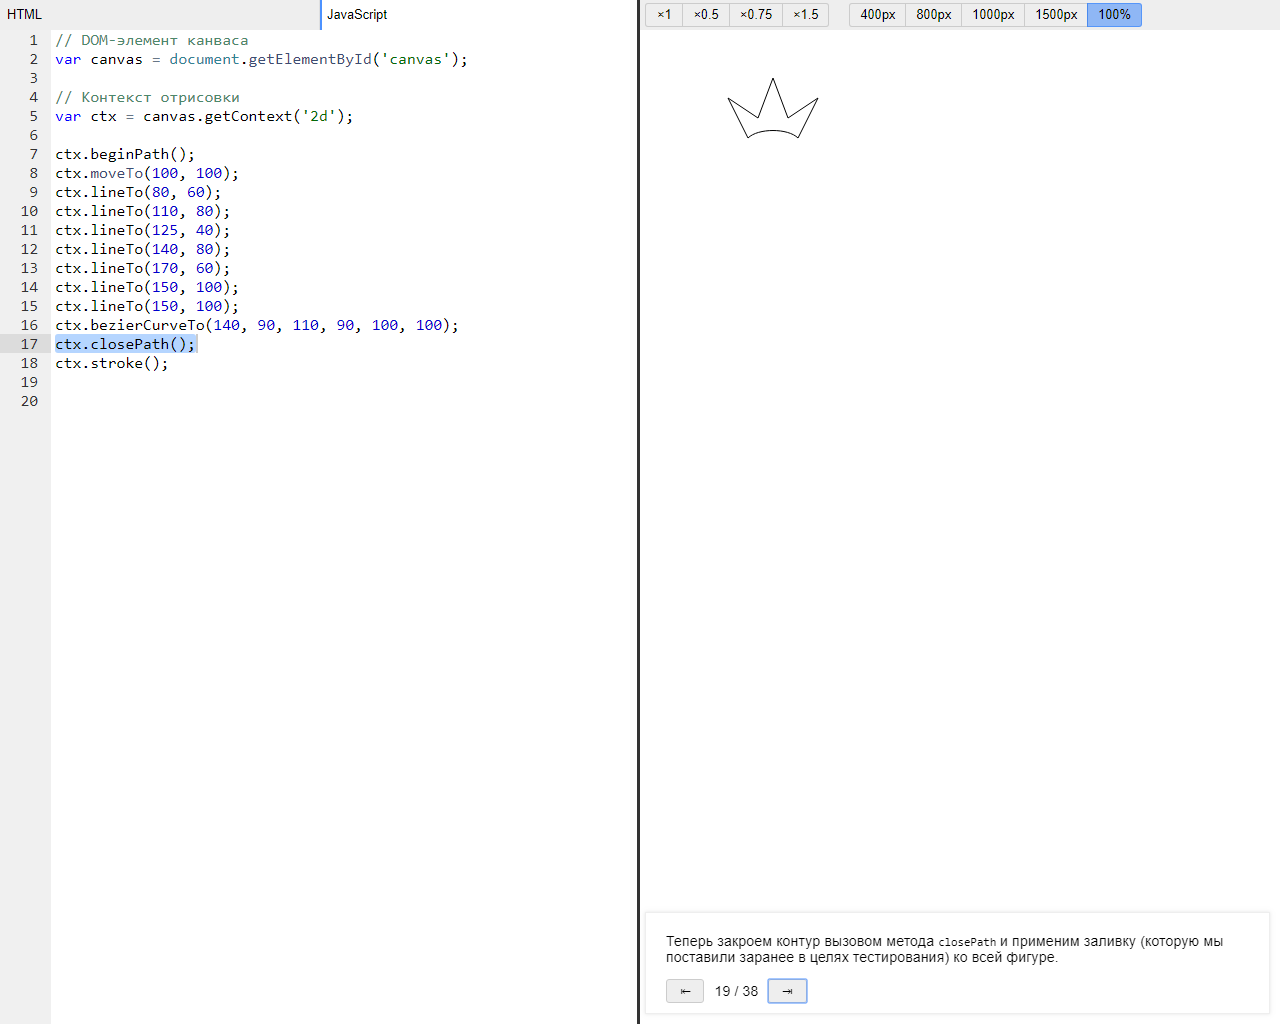 HTML
JavaScript
×1 ×0.5 ×0.75 ×1.5 400px 800px 1000px 1500px 100%
1 // DOM-элемент канваса
2 var canvas = document.getElementById('canvas');
3
4 // Контекст отрисовки
5 var ctx = canvas.getContext('2d');
6
7 ctx.beginPath();
8 ctx.moveTo(100, 100);
9 ctx.lineTo(80, 60);
10 ctx.lineTo(110, 80);
11 ctx.lineTo(125, 40);
12 ctx.lineTo(140, 80);
13 ctx.lineTo(170, 60);
14 ctx.lineTo(150, 100);
15 ctx.lineTo(150, 100);
16 ctx.bezierCurveTo(140, 90, 110, 90, 100, 100);
17 ctx.closePath();
18 ctx.stroke();
19
20
Теперь закроем контур вызовом метода closePath и применим заливку (которую мы
поставили заранее в целях тестирования) ко всей фигуре.
⇤ 19 / 38 ⇥